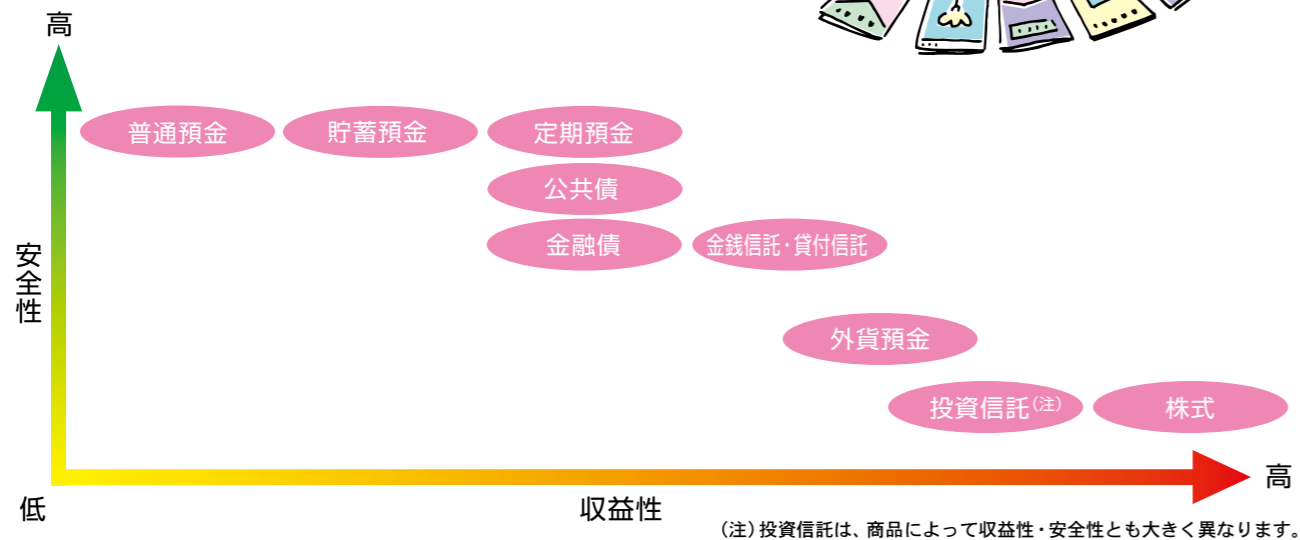 高
普通預金
貯蓄預金
定期預金
公共債
金融債
金銭信託・貸付信託
安全性
外貨預金
投資信託(注)
株式
低
収益性
高
(注)投資信託は、商品によって収益性・安全性とも大きく異なります。